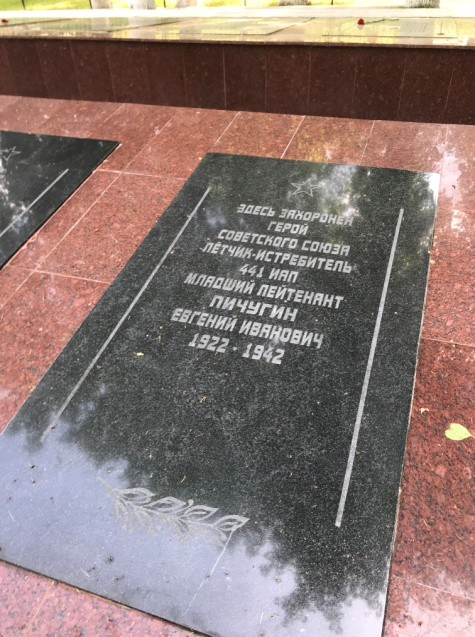 ЗДЕСЬ ЗАХОРОНЕН
ГЕРОЙ
СОВЕТСКОГО СОЮЗА
ЛЁТЧИК-ИСТРЕБИТЕЛЬ
441 ИАП
МЛАДШИЙ ЛЕЙТЕНАНТ
ПИЧУГИН
ЕВГЕНИЙ ИВАНОВИЧ
1922 - 1942